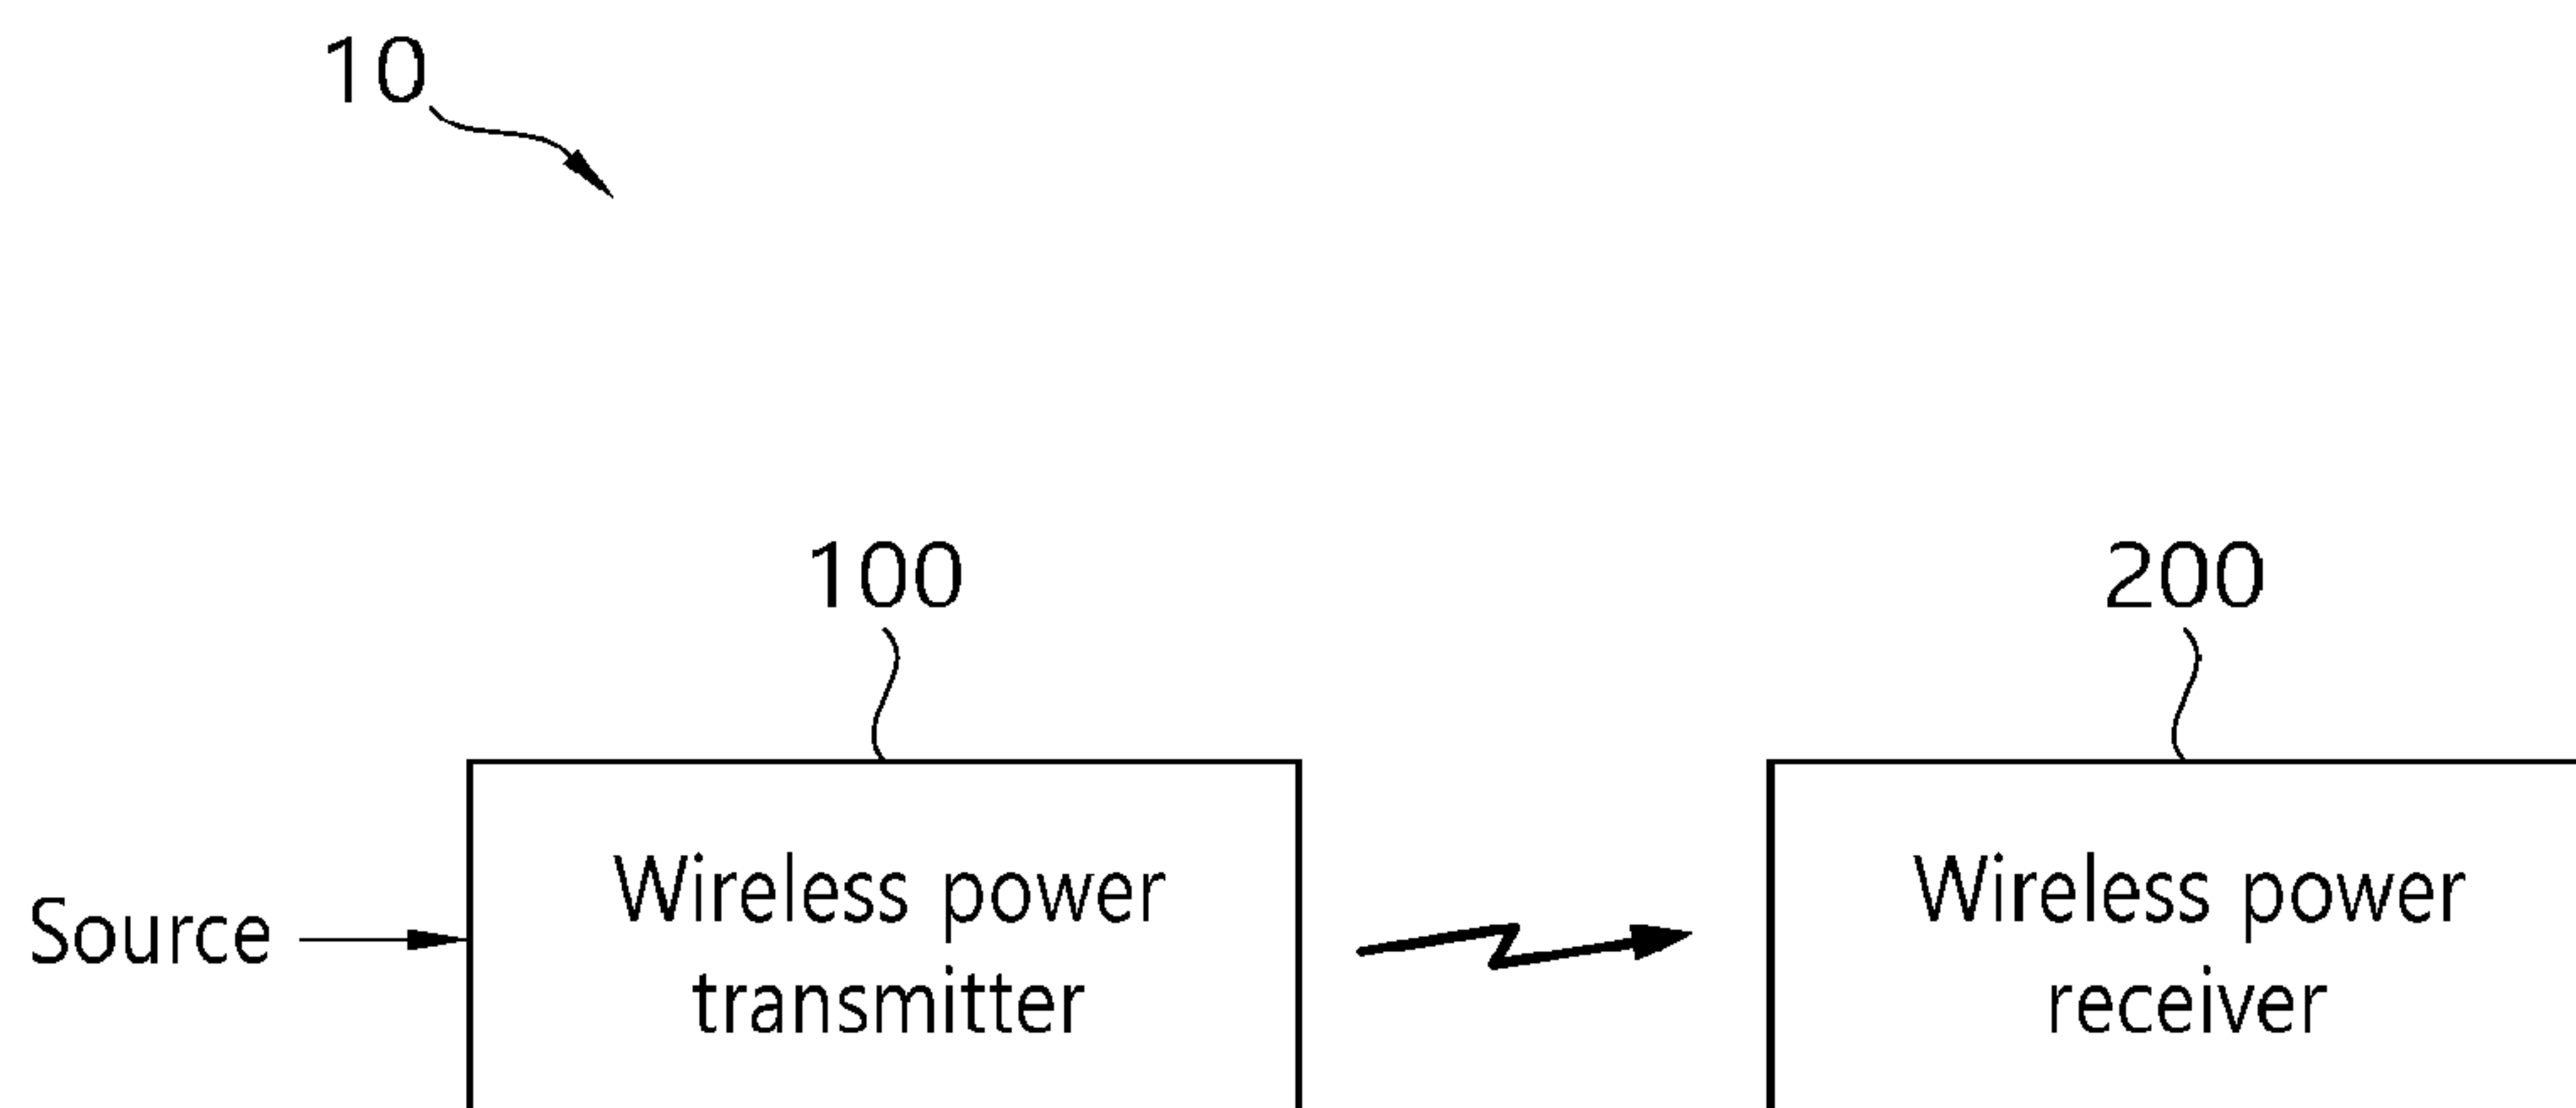 10
100
200
Source
Wireless power
transmitter
Wireless power
receiver